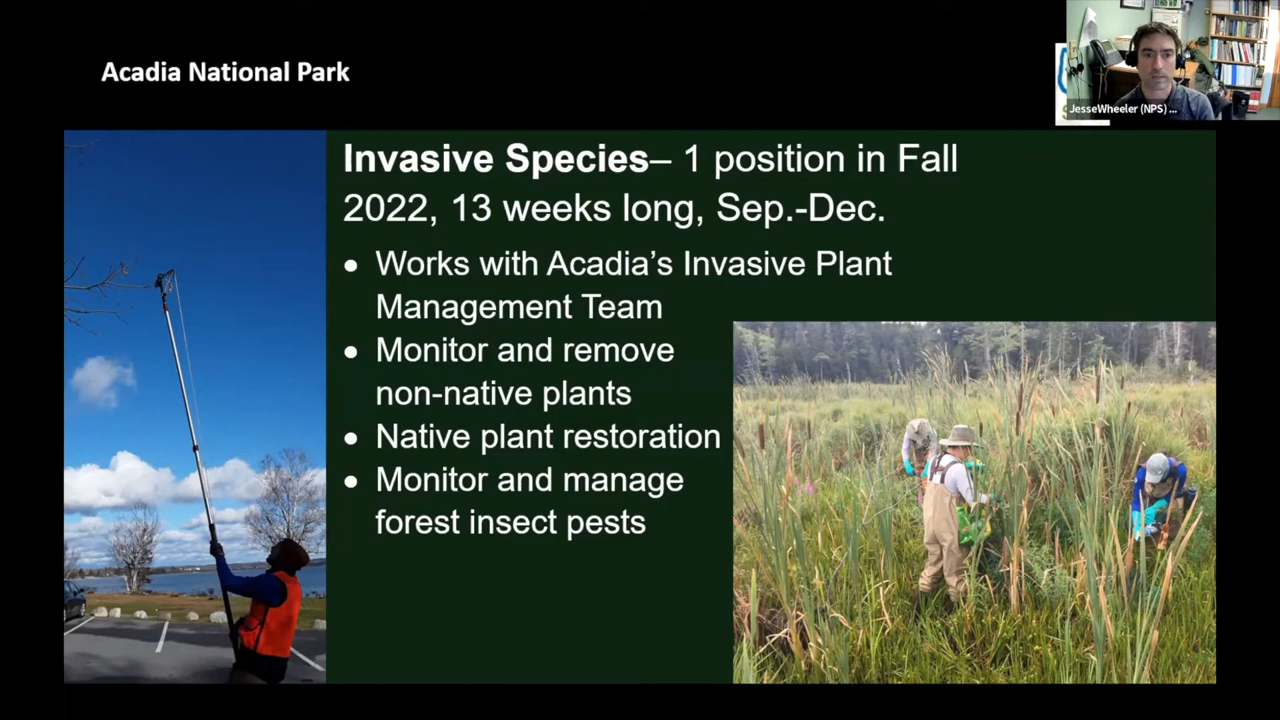 Acadia National Park
JesseWheeler (NPS) ...
Invasive Species– 1 position in Fall
2022, 13 weeks long, Sep.-Dec.
● Works with Acadia’s Invasive Plant
Management Team
● Monitor and remove
non-native plants
● Native plant restoration
● Monitor and manage
forest insect pests